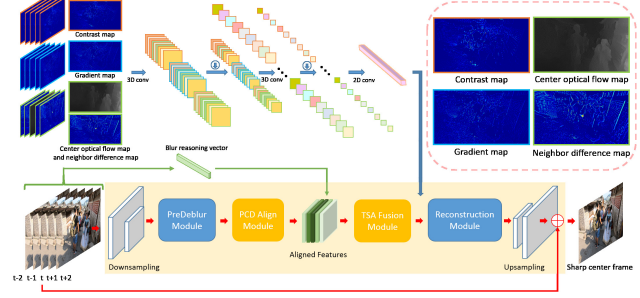 Contrast map
Gradient map
Center optical flow map
and neighbor difference map
3D conv
3D conv
2D conv
Contrast map
Center optical flow map
Gradient map
Neighbor difference map
Blur reasoning vector
PreDeblur
Module
PCD Align
Module
TSA Fusion
Module
Reconstruction
Module
Downsampling
Aligned Features
Upsampling
Sharp center frame
t-2 t-1 t t+1 t+2